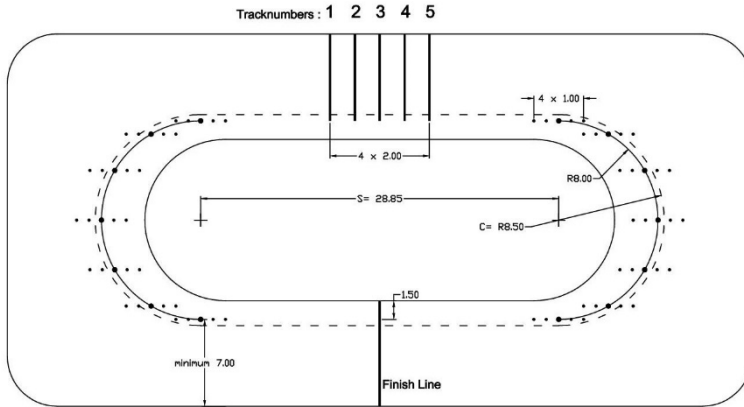 Tracknumbers : 1 2 3 4 5
4 x 1.00
4 x 2.00
R8.00
S= 28.85
C= R8.50
1.50
minimum 7.00
Finish Line